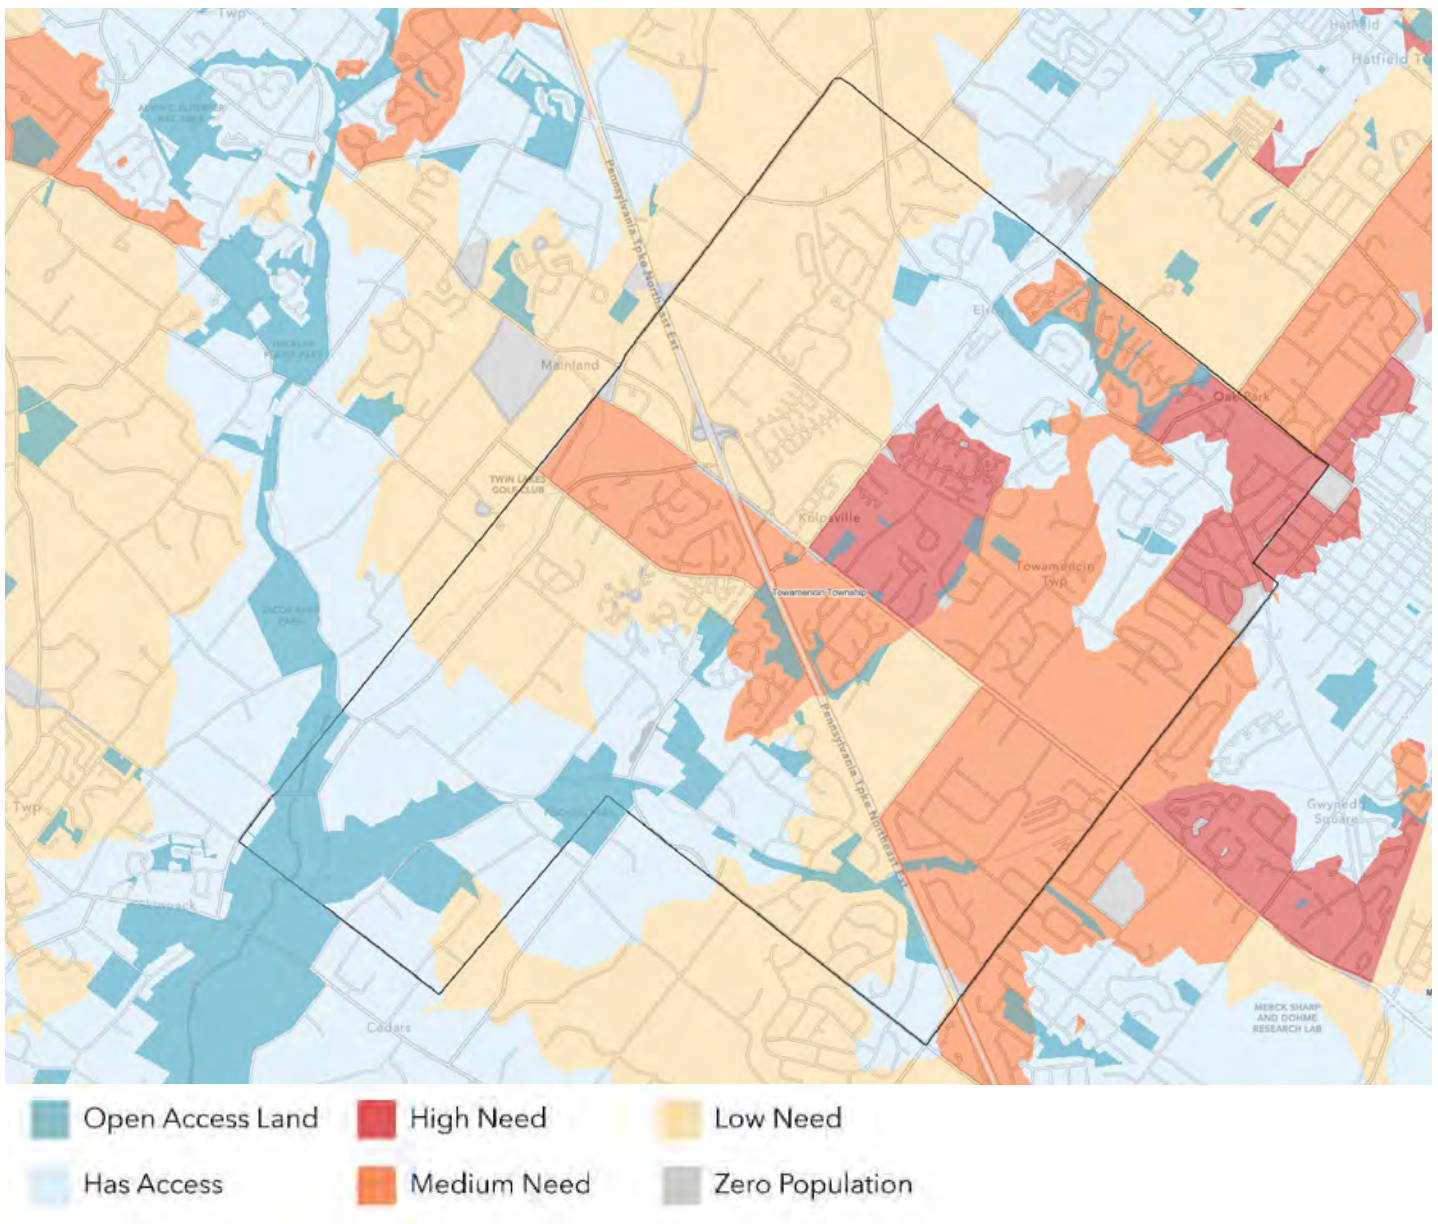 Twp
Hatfield
Hatfield T
Pennsylvania Tpke Northeast Ext
Elroy
Mainland
Oak Park
TWIN LAKES
GOLF CLUB
Kulpsville
Towamencin
Twp
Towamencin Township
Pennsylvania Tpke Northeast Ext
Twp
Gwynedd
Square
Skippack
Cedars
MERCK SHARP
AND DOHME
RESEARCH LAB
M
Open Access Land
High Need
Low Need
Has Access
Medium Need
Zero Population